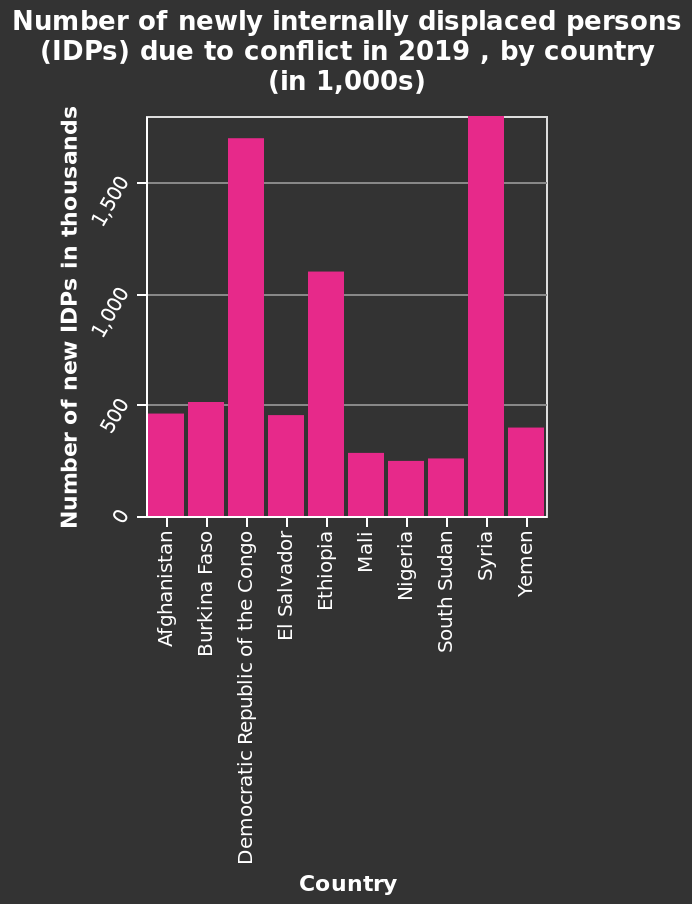 Number of newly internally displaced persons
(IDPs) due to conflict in 2019 , by country
(in 1,000s)
Number of new IDPs in thousands
1,500
1,000
500
0
Afghanistan
Burkina Faso
Democratic Republic of the Congo
El Salvador
Ethiopia
Mali
Nigeria
South Sudan
Syria
Yemen
Country